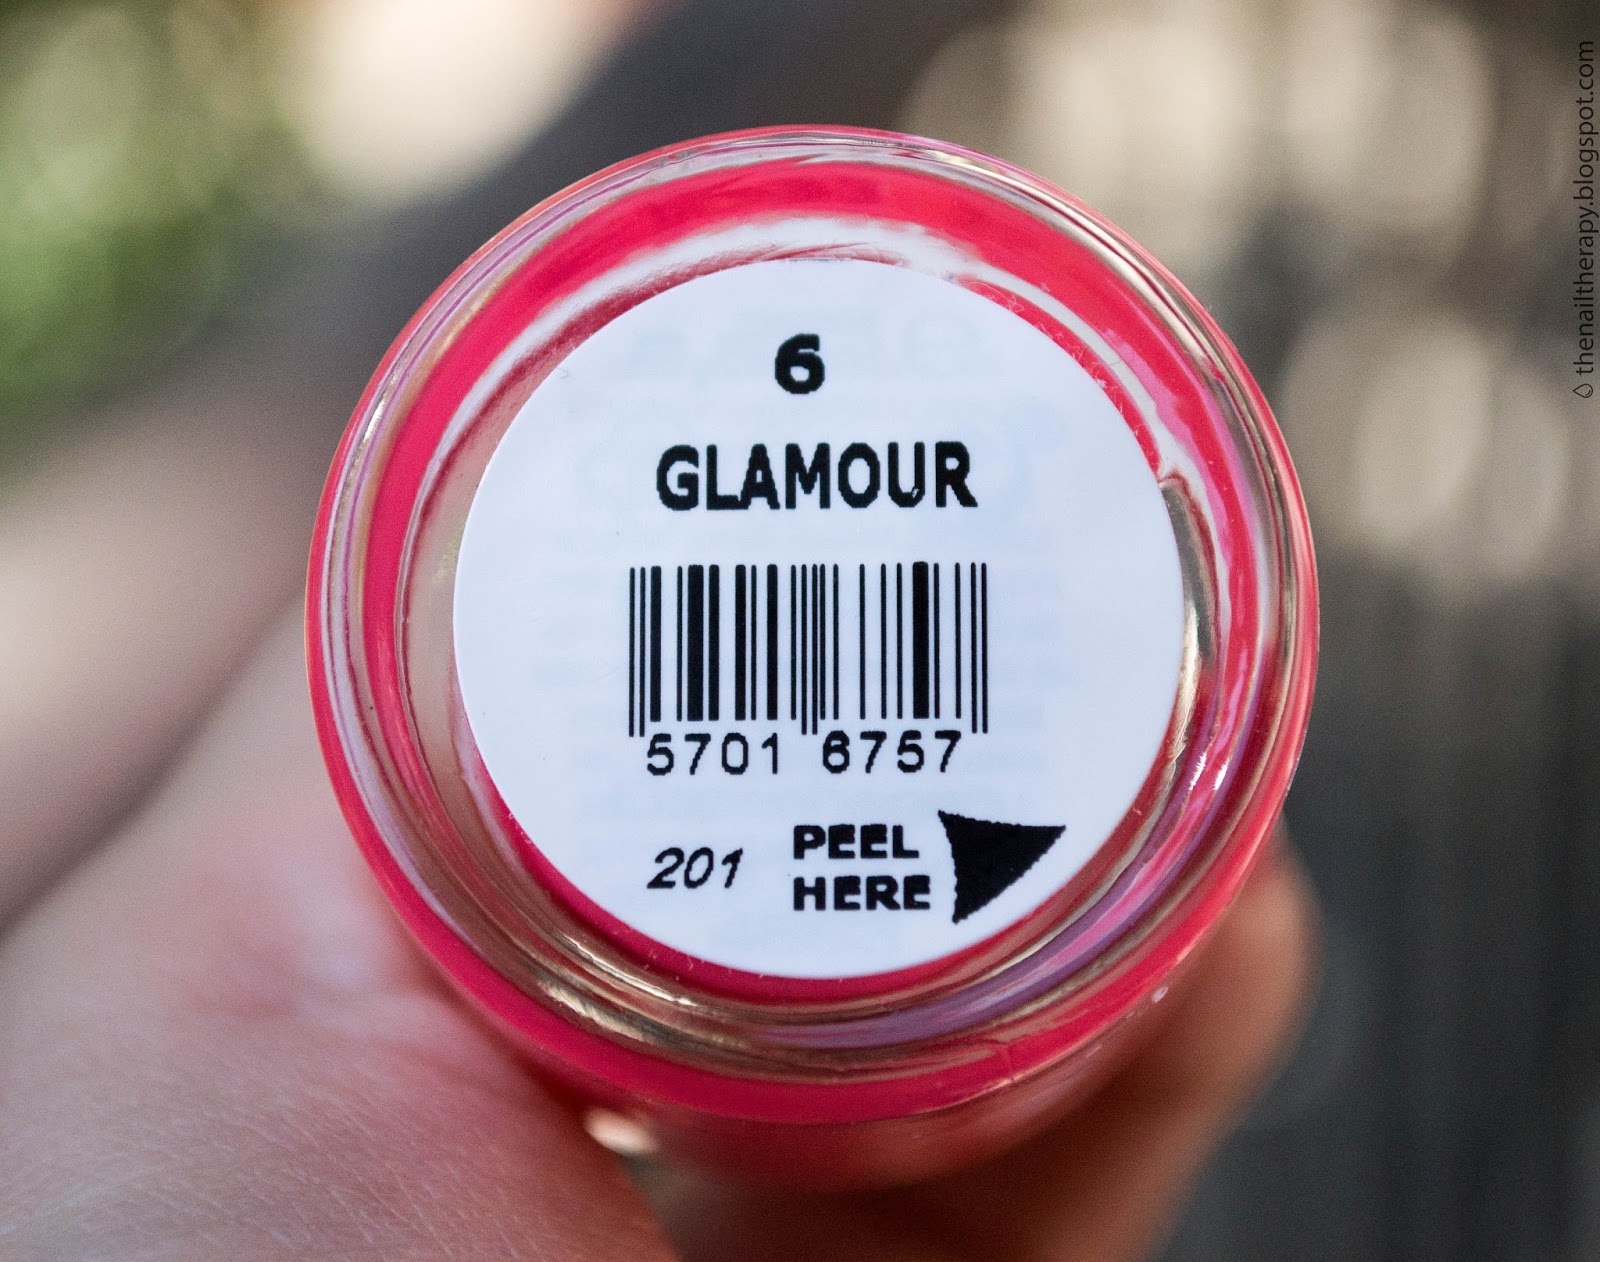 6
GLAMOUR
5701 6757
201
PEEL
HERE
thenailtherapy.blogspot.com